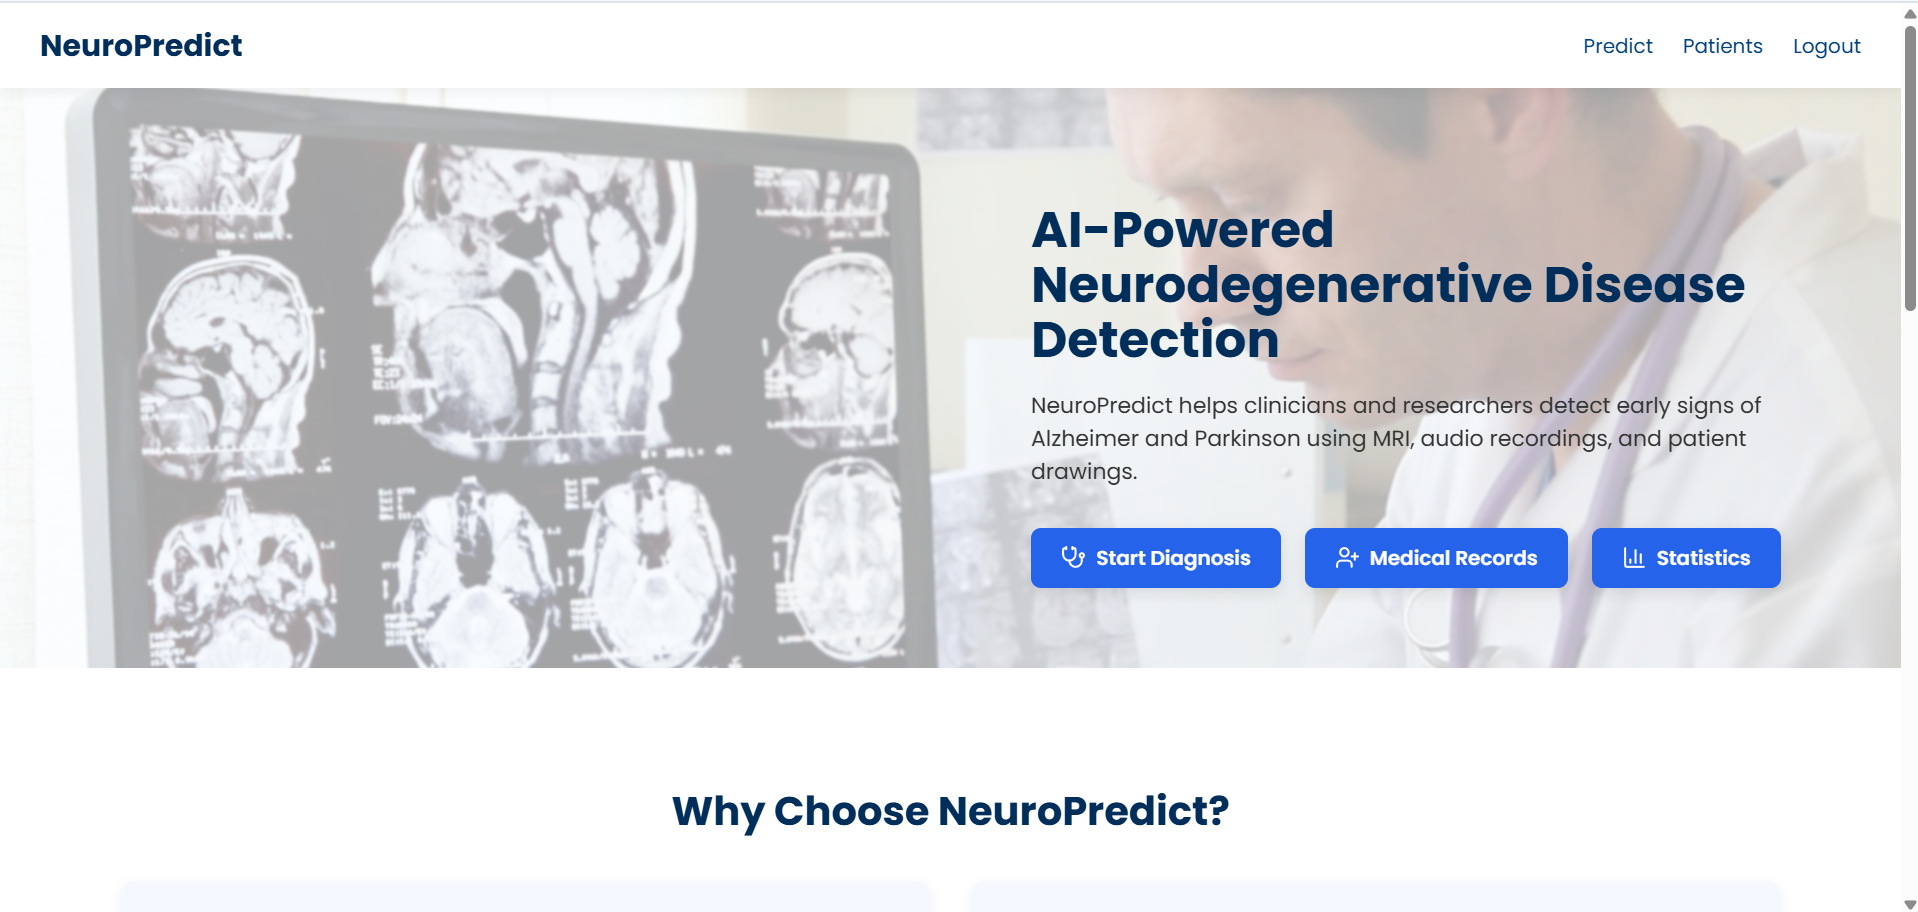 NeuroPredict
Predict
Patients
Logout
AI-Powered
Neurodegenerative Disease
Detection
NeuroPredict helps clinicians and researchers detect early signs of
Alzheimer and Parkinson using MRI, audio recordings, and patient
drawings.
Start Diagnosis
Medical Records
Statistics
Why Choose NeuroPredict?